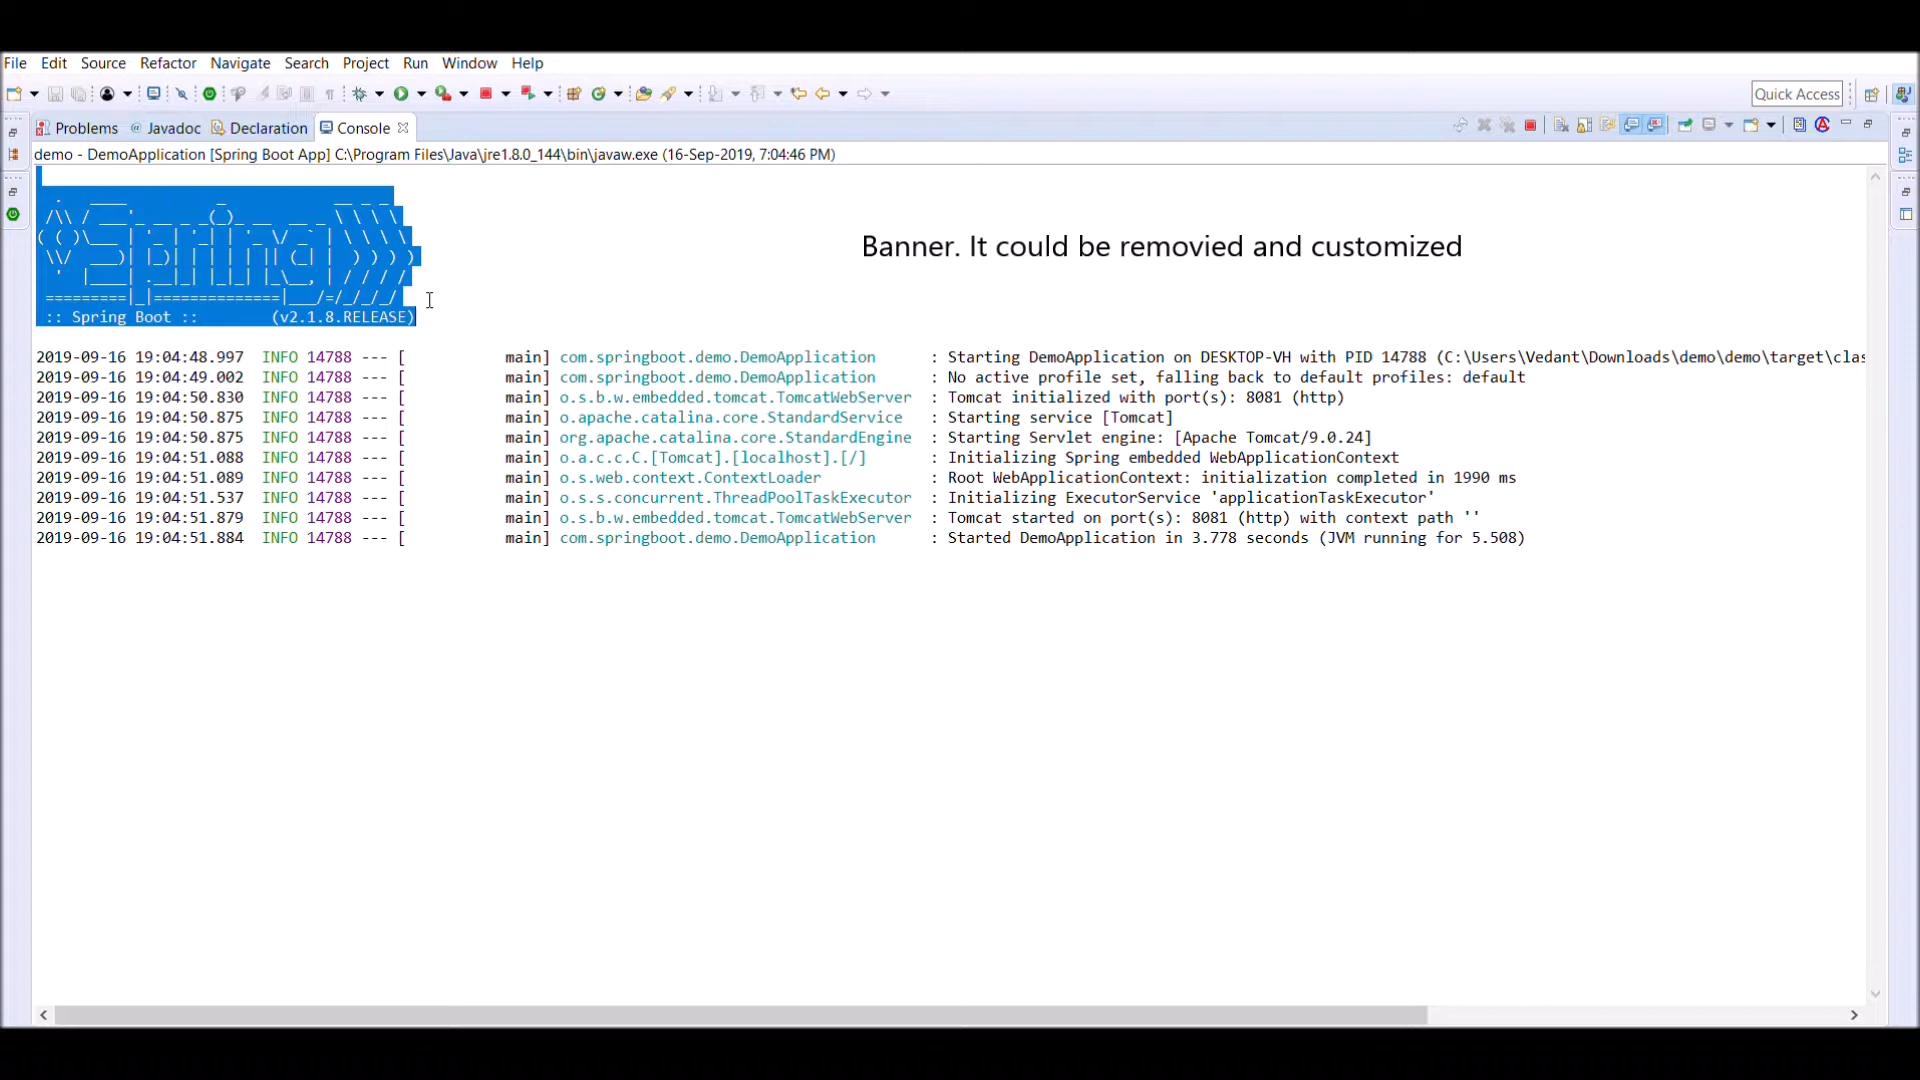 File Edit Source Refactor Navigate Search Project Run Window Help
Quick Access
Problems @ Javadoc Declaration Console
demo - DemoApplication [Spring Boot App] C:\Program Files\Java\jre1.8.0_144\bin\javaw.exe (16-Sep-2019, 7:04:46 PM)
  .   ____          _            __ _ _
 /\\ / ___'_ __ _ _(_)_ __  __ _ \ \ \ \
( ( )\___ | '_ | '_| | '_ \/ _` | \ \ \ \
 \\/  ___)| |_)| | | | | || (_| |  ) ) ) )
  '  |____| .__|_| |_|_| |_\__, | / / / /
 =========|_|==============|___/=/_/_/_/
 :: Spring Boot ::        (v2.1.8.RELEASE)
Banner. It could be removied and customized
2019-09-16 19:04:48.997  INFO 14788 --- [           main] com.springboot.demo.DemoApplication      : Starting DemoApplication on DESKTOP-VH with PID 14788 (C:\Users\Vedant\Downloads\demo\demo\target\clas
2019-09-16 19:04:49.002  INFO 14788 --- [           main] com.springboot.demo.DemoApplication      : No active profile set, falling back to default profiles: default
2019-09-16 19:04:50.830  INFO 14788 --- [           main] o.s.b.w.embedded.tomcat.TomcatWebServer  : Tomcat initialized with port(s): 8081 (http)
2019-09-16 19:04:50.875  INFO 14788 --- [           main] o.apache.catalina.core.StandardService   : Starting service [Tomcat]
2019-09-16 19:04:50.875  INFO 14788 --- [           main] org.apache.catalina.core.StandardEngine  : Starting Servlet engine: [Apache Tomcat/9.0.24]
2019-09-16 19:04:51.088  INFO 14788 --- [           main] o.a.c.c.C.[Tomcat].[localhost].[/]       : Initializing Spring embedded WebApplicationContext
2019-09-16 19:04:51.089  INFO 14788 --- [           main] o.s.web.context.ContextLoader            : Root WebApplicationContext: initialization completed in 1990 ms
2019-09-16 19:04:51.537  INFO 14788 --- [           main] o.s.s.concurrent.ThreadPoolTaskExecutor  : Initializing ExecutorService 'applicationTaskExecutor'
2019-09-16 19:04:51.879  INFO 14788 --- [           main] o.s.b.w.embedded.tomcat.TomcatWebServer  : Tomcat started on port(s): 8081 (http) with context path ''
2019-09-16 19:04:51.884  INFO 14788 --- [           main] com.springboot.demo.DemoApplication      : Started DemoApplication in 3.778 seconds (JVM running for 5.508)